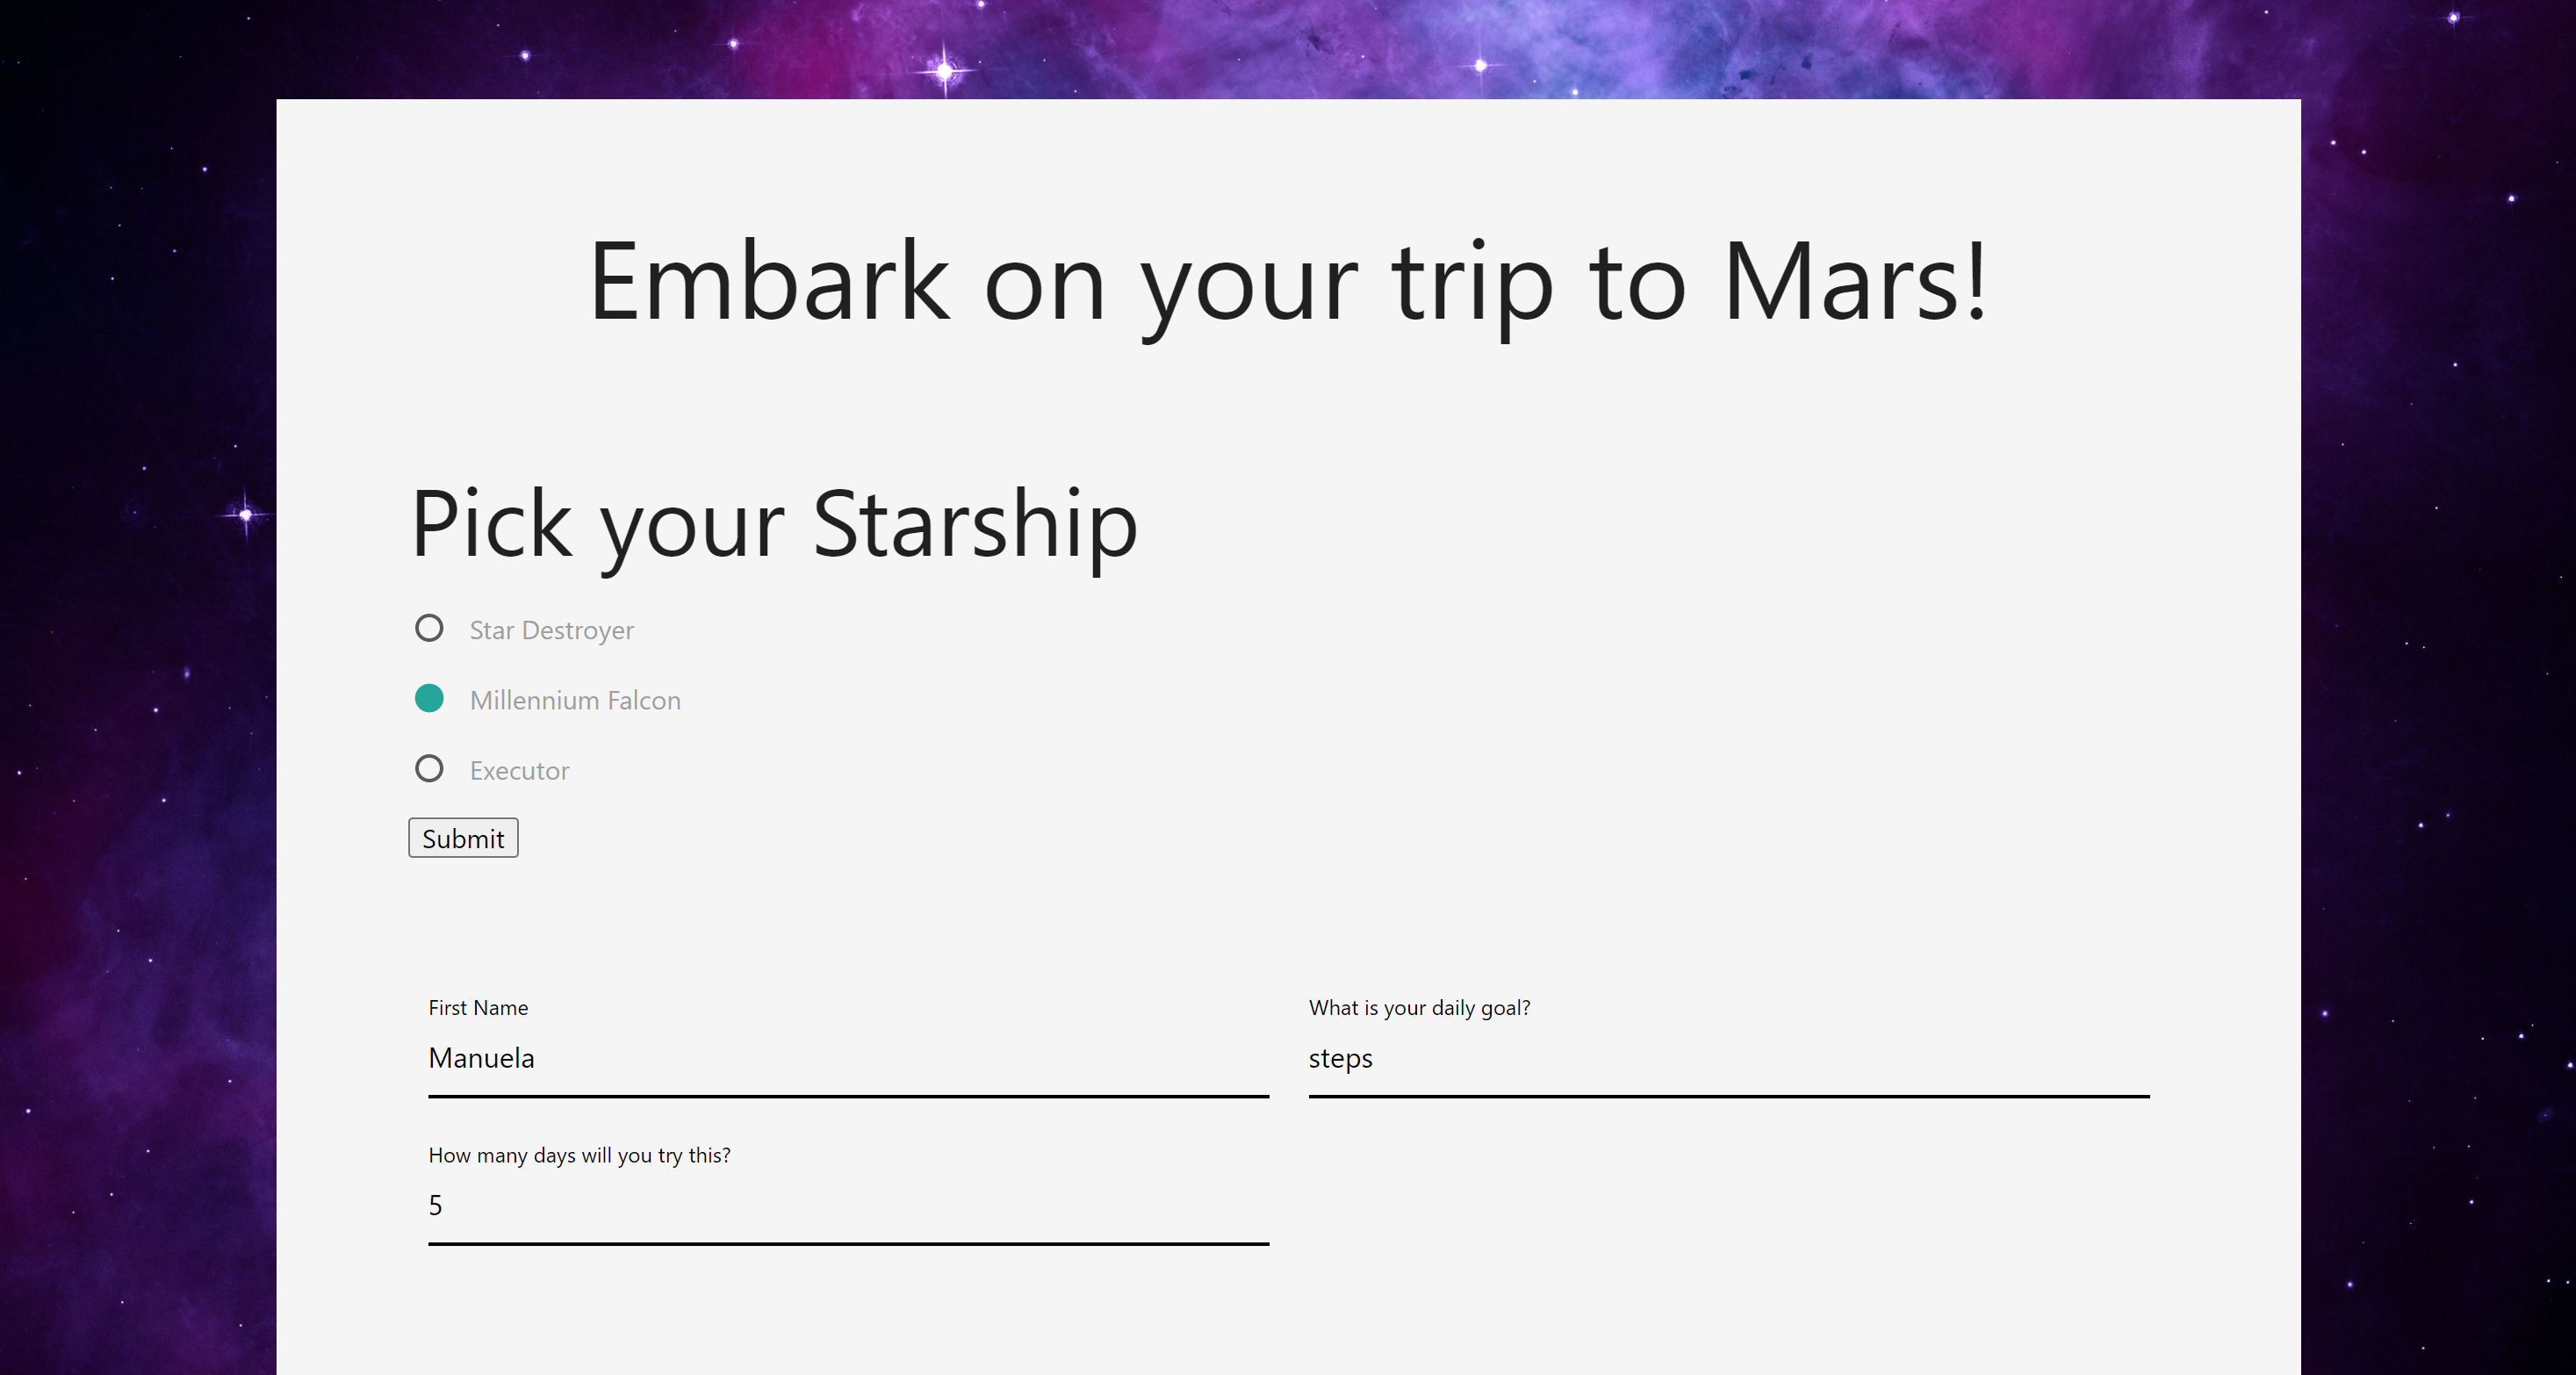 Embark on your trip to Mars!
Pick your Starship
Star Destroyer
Millennium Falcon
Executor
Submit
First Name
Manuela
What is your daily goal?
steps
How many days will you try this?
5